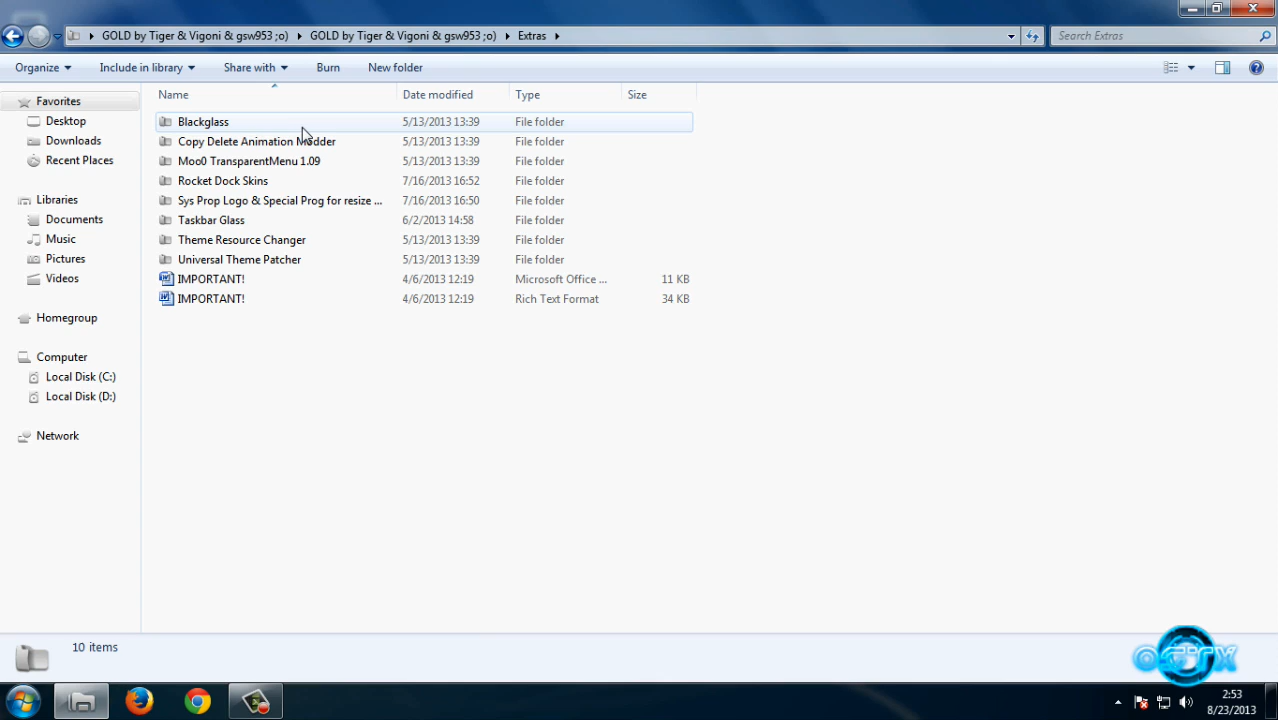 GOLD by Tiger & Vigoni & gsw953 ;o) GOLD by Tiger & Vigoni & gsw953 ;o) Extras Search Extras
Organize Include in library Share with Burn New folder
Name Date modified Type Size
Favorites
Desktop
Downloads
Recent Places
Libraries
Documents
Music
Pictures
Videos
Homegroup
Computer
Local Disk (C:)
Local Disk (D:)
Network
Blackglass 5/13/2013 13:39 File folder
Copy Delete Animation Modder 5/13/2013 13:39 File folder
Moo0 TransparentMenu 1.09 5/13/2013 13:39 File folder
Rocket Dock Skins 7/16/2013 16:52 File folder
Sys Prop Logo & Special Prog for resize ... 7/16/2013 16:50 File folder
Taskbar Glass 6/2/2013 14:58 File folder
Theme Resource Changer 5/13/2013 13:39 File folder
Universal Theme Patcher 5/13/2013 13:39 File folder
IMPORTANT! 4/6/2013 12:19 Microsoft Office ... 11 KB
IMPORTANT! 4/6/2013 12:19 Rich Text Format 34 KB
10 items
2:53
8/23/2013